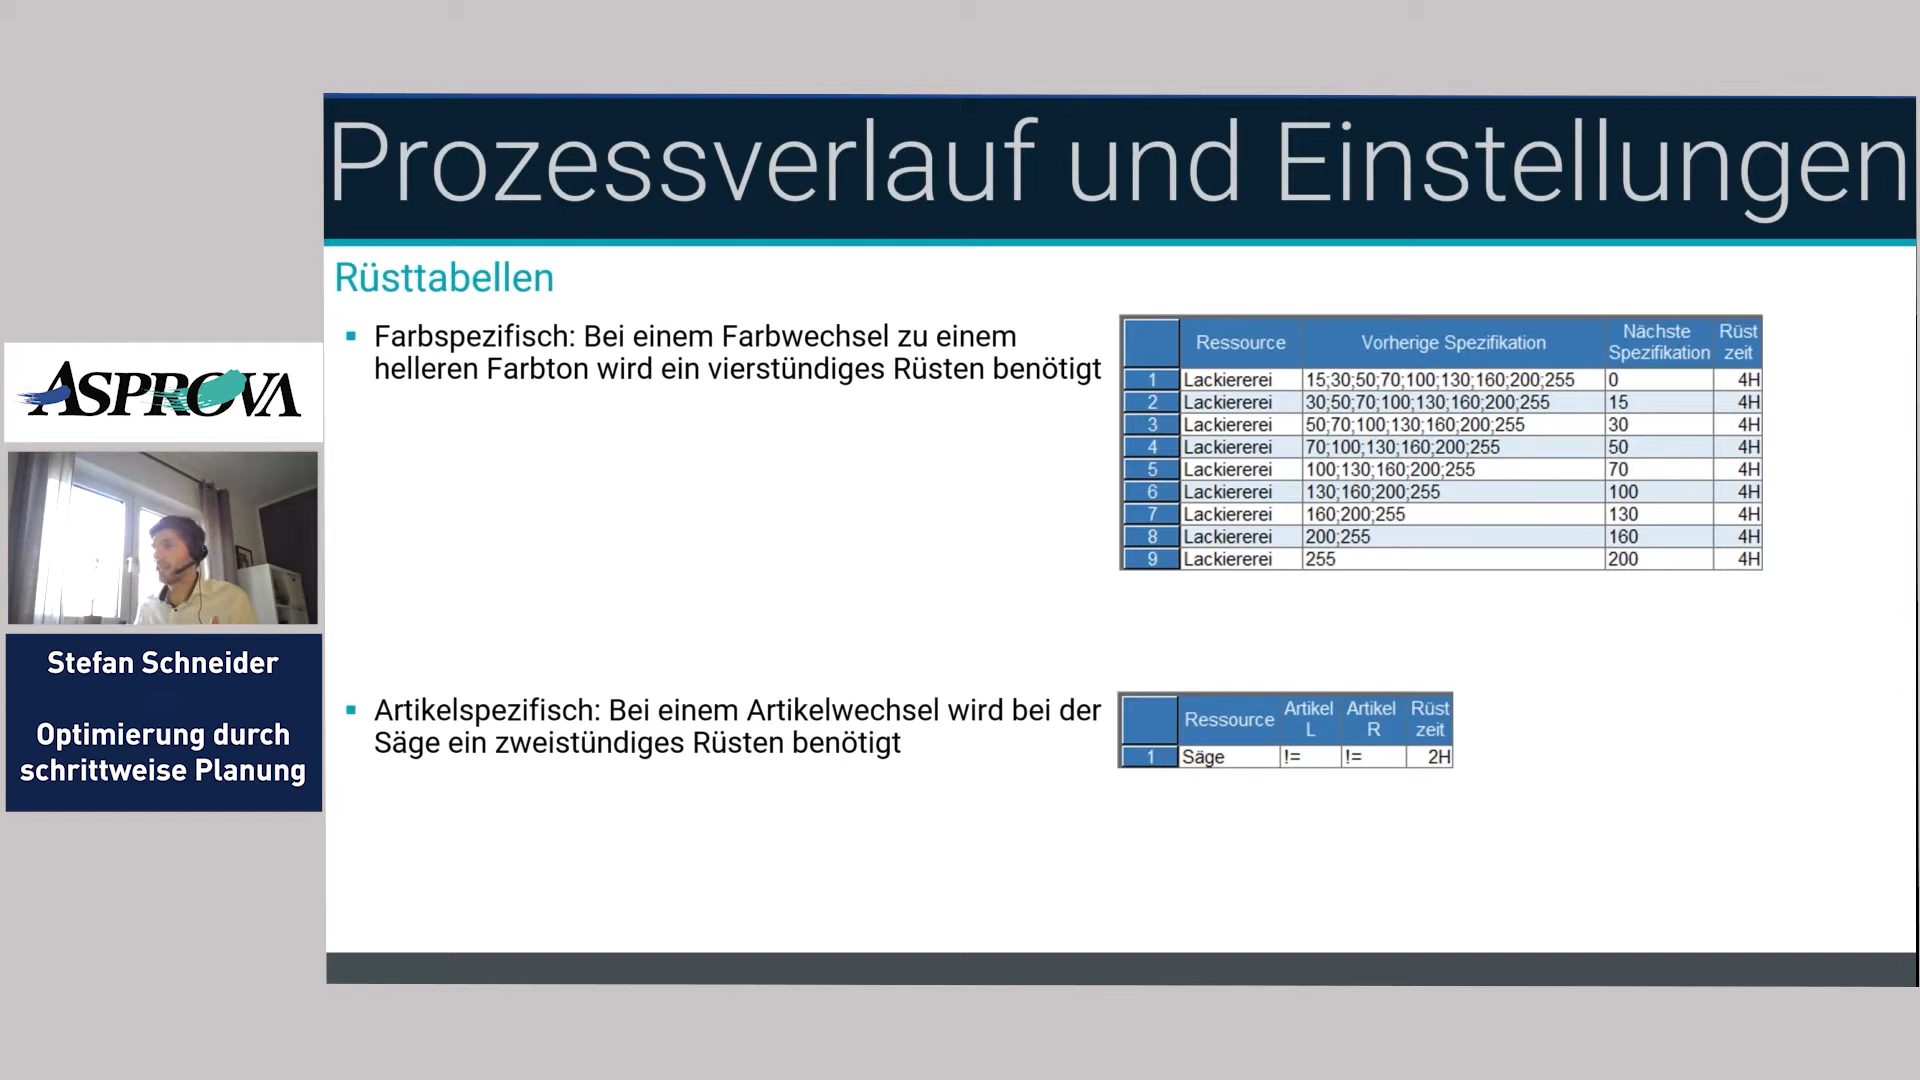 Prozessverlauf und Einstellungen
Rüsttabellen
▪ Farbspezifisch: Bei einem Farbwechsel zu einem
helleren Farbton wird ein vierstündiges Rüsten benötigt
Ressource Vorherige Spezifikation Nächste Spezifikation Rüst zeit
1 Lackiererei 15;30;50;70;100;130;160;200;255 0 4H
2 Lackiererei 30;50;70;100;130;160;200;255 15 4H
3 Lackiererei 50;70;100;130;160;200;255 30 4H
4 Lackiererei 70;100;130;160;200;255 50 4H
5 Lackiererei 100;130;160;200;255 70 4H
6 Lackiererei 130;160;200;255 100 4H
7 Lackiererei 160;200;255 130 4H
8 Lackiererei 200;255 160 4H
9 Lackiererei 255 200 4H
▪ Artikelspezifisch: Bei einem Artikelwechsel wird bei der
Säge ein zweistündiges Rüsten benötigt
Ressource Artikel L Artikel R Rüst zeit
1 Säge != != 2H
ASPROVA
Stefan Schneider
Optimierung durch
schrittweise Planung